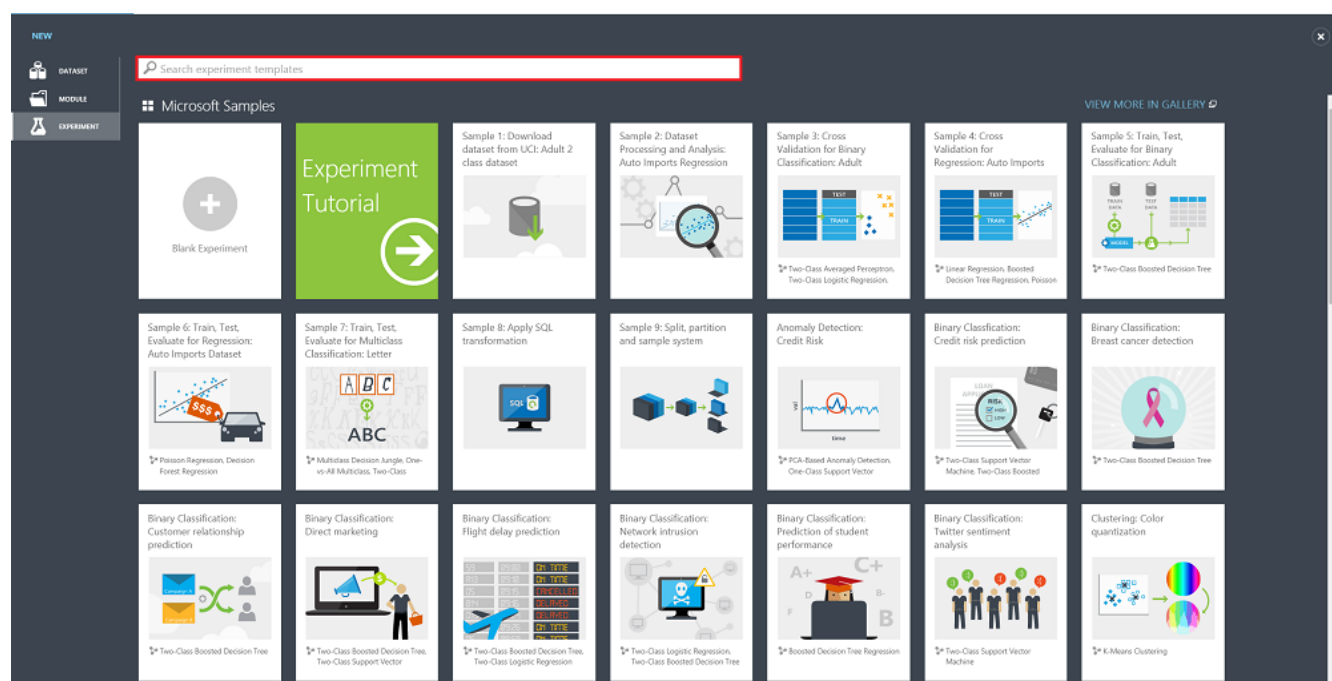 NEW
DATASET
MODULE
EXPERIMENT
Search experiment templates
Microsoft Samples
VIEW MORE IN GALLERY
Blank Experiment
Experiment
Tutorial
Sample 1: Download
dataset from UCI: Adult 2
class dataset
Sample 2: Dataset
Processing and Analysis:
Auto Imports Regression
Sample 3: Cross
Validation for Binary
Classification: Adult
TEST
TRAIN
Two-Class Averaged Perceptron,
Two-Class Logistic Regression,
Sample 4: Cross
Validation for
Regression: Auto Imports
TEST
TRAIN
Linear Regression, Boosted
Decision Tree Regression, Poisson
Sample 5: Train, Test,
Evaluate for Binary
Classification: Adult
TRAIN DATA
TEST DATA
MODEL
Two-Class Boosted Decision Tree
Sample 6: Train, Test,
Evaluate for Regression:
Auto Imports Dataset
$$$
Poisson Regression, Decision
Forest Regression
Sample 7: Train, Test,
Evaluate for Multiclass
Classification: Letter
A B C
ABC
Multiclass Decision Jungle, One-
vs-All Multiclass, Two-Class
Sample 8: Apply SQL
transformation
SQL
Sample 9: Split, partition
and sample system
Anomaly Detection:
Credit Risk
val
time
PCA-Based Anomaly Detection,
One-Class Support Vector
Binary Classfication:
Credit risk prediction
LOAN
RISK
HIGH
LOW
Two-Class Support Vector
Machine, Two-Class Boosted
Binary Classification:
Breast cancer detection
Two-Class Boosted Decision Tree
Binary Classification:
Customer relationship
prediction
Campaign A
Campaign
Two-Class Boosted Decision Tree
Binary Classification:
Direct marketing
Two-Class Boosted Decision Tree,
Two-Class Support Vector
Binary Classification:
Flight delay prediction
ON TIME
ON TIME
CANCELLED
DELAYED
DELAYED
ON TIME
ON TIME
Two-Class Boosted Decision Tree,
Two-Class Logistic Regression
Binary Classification:
Network intrusion
detection
Two-Class Logistic Regression,
Two-Class Boosted Decision Tree
Binary Classification:
Prediction of student
performance
A+
C+
D
B-
F
B
Boosted Decision Tree Regression
Binary Classification:
Twitter sentiment
analysis
Two-Class Support Vector
Machine
Clustering: Color
quantization
K-Means Clustering